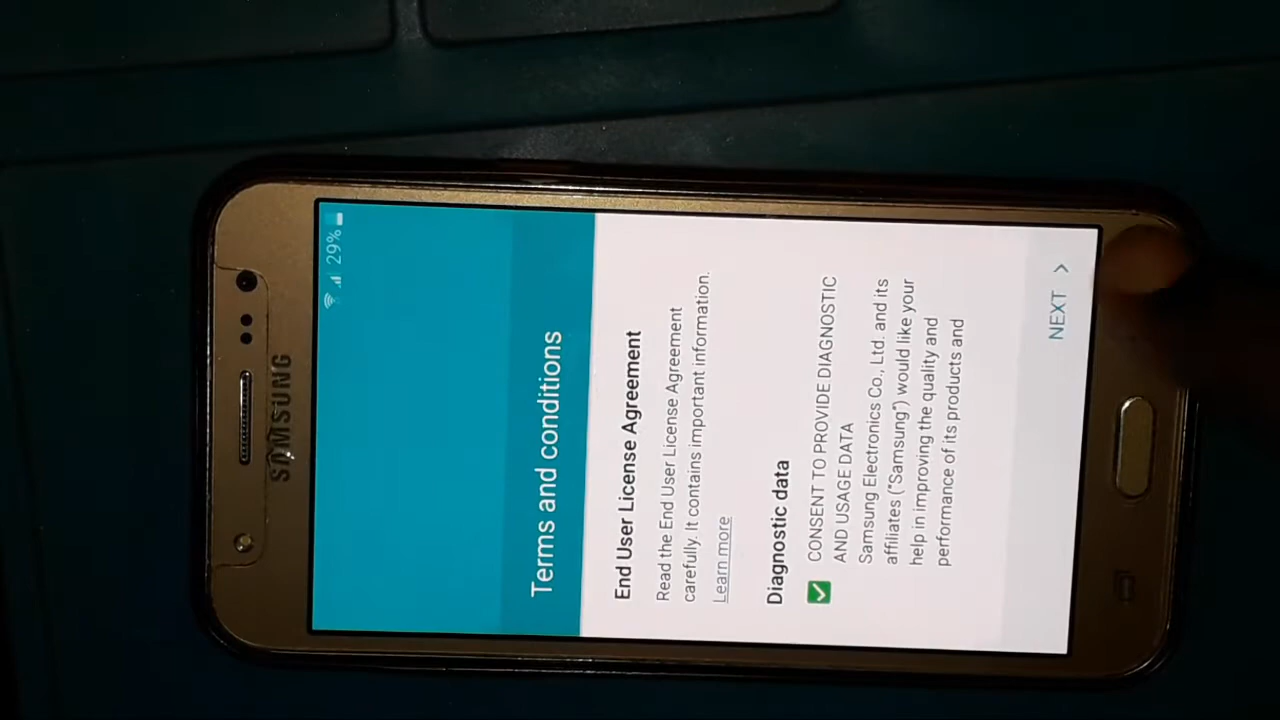 29%
SAMSUNG
Terms and conditions
End User License Agreement
Read the End User License Agreement
carefully. It contains important information.
Learn more
Diagnostic data
CONSENT TO PROVIDE DIAGNOSTIC
AND USAGE DATA
Samsung Electronics Co., Ltd. and its
affiliates ("Samsung") would like your
help in improving the quality and
performance of its products and
NEXT >